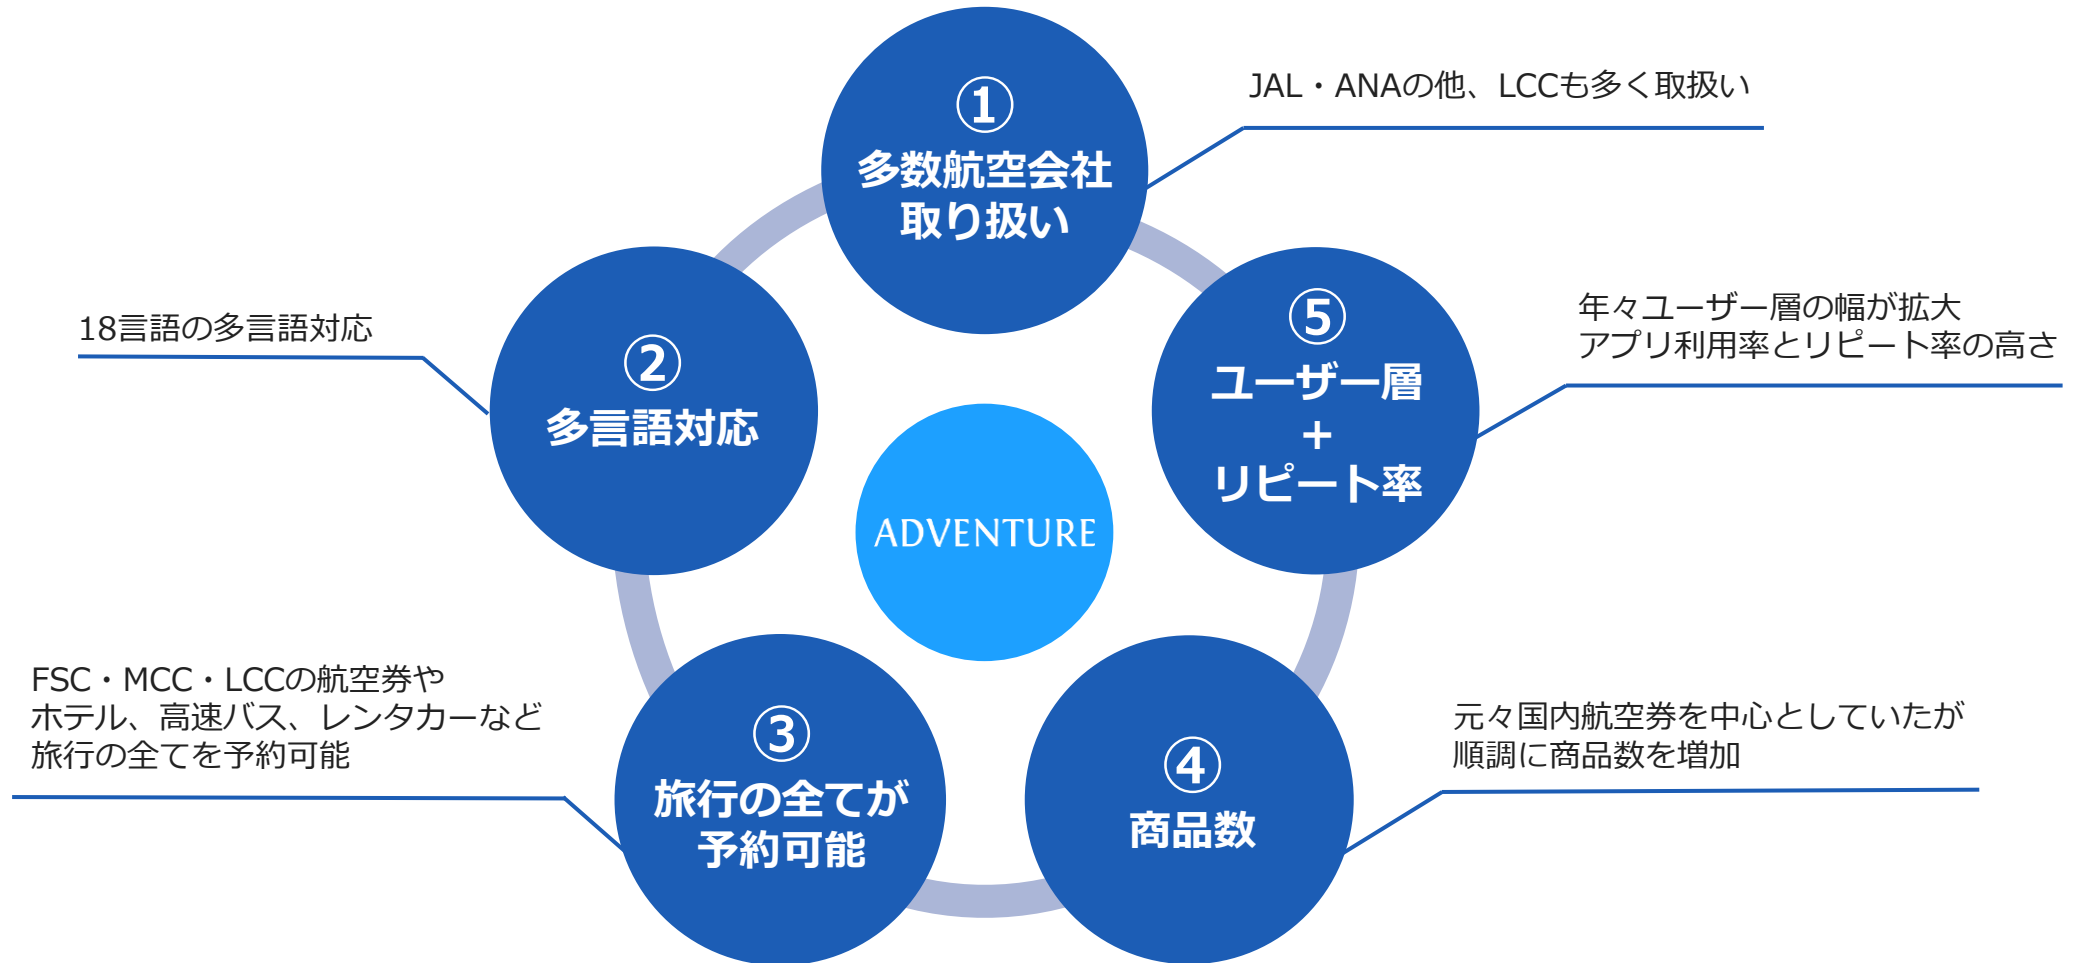 ①
多数航空会社
取り扱い
JAL・ANAの他、LCCも多く取扱い
②
多言語対応
18言語の多言語対応
③
旅行の全てが
予約可能
FSC・MCC・LCCの航空券や
ホテル、高速バス、レンタカーなど
旅行の全てを予約可能
④
商品数
元々国内航空券を中心としていたが
順調に商品数を増加
⑤
ユーザー層
+
リピート率
年々ユーザー層の幅が拡大
アプリ利用率とリピート率の高さ
ADVENTURE